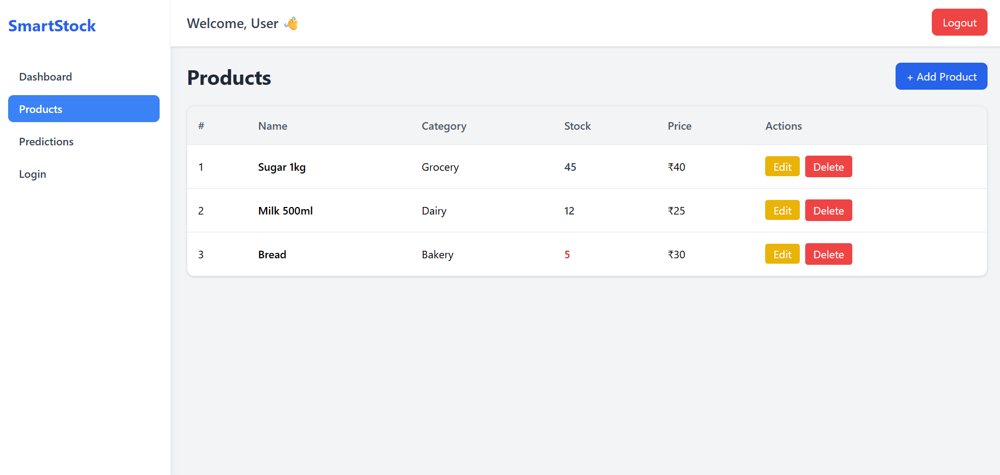 SmartStock
Dashboard
Products
Predictions
Login
Welcome, User 👋
Logout
Products
+ Add Product
# Name Category Stock Price Actions
1 Sugar 1kg Grocery 45 ₹40 Edit Delete
2 Milk 500ml Dairy 12 ₹25 Edit Delete
3 Bread Bakery 5 ₹30 Edit Delete